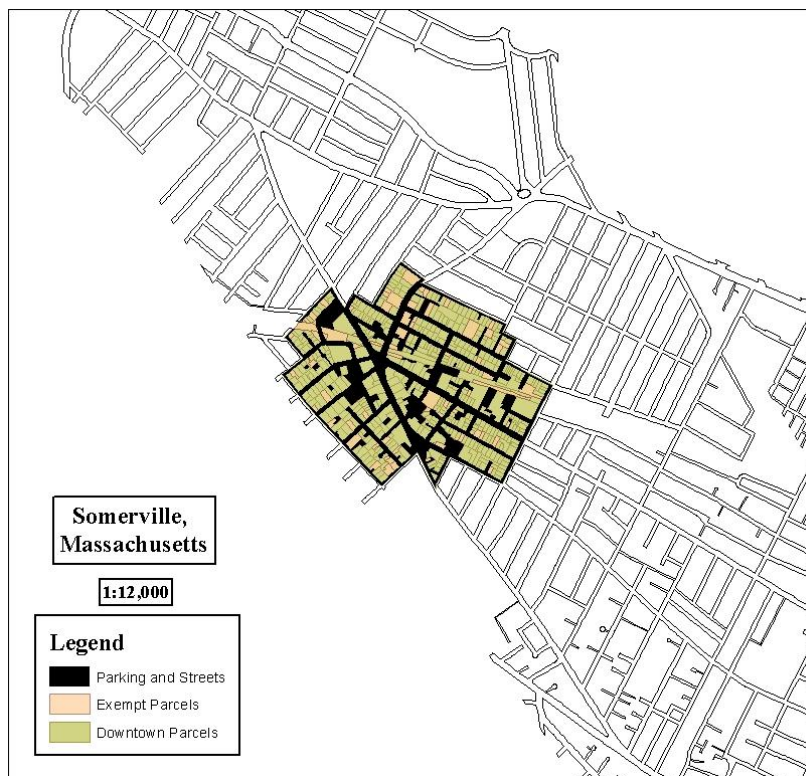 Somerville,
Massachusetts
1:12,000
Legend
Parking and Streets
Exempt Parcels
Downtown Parcels